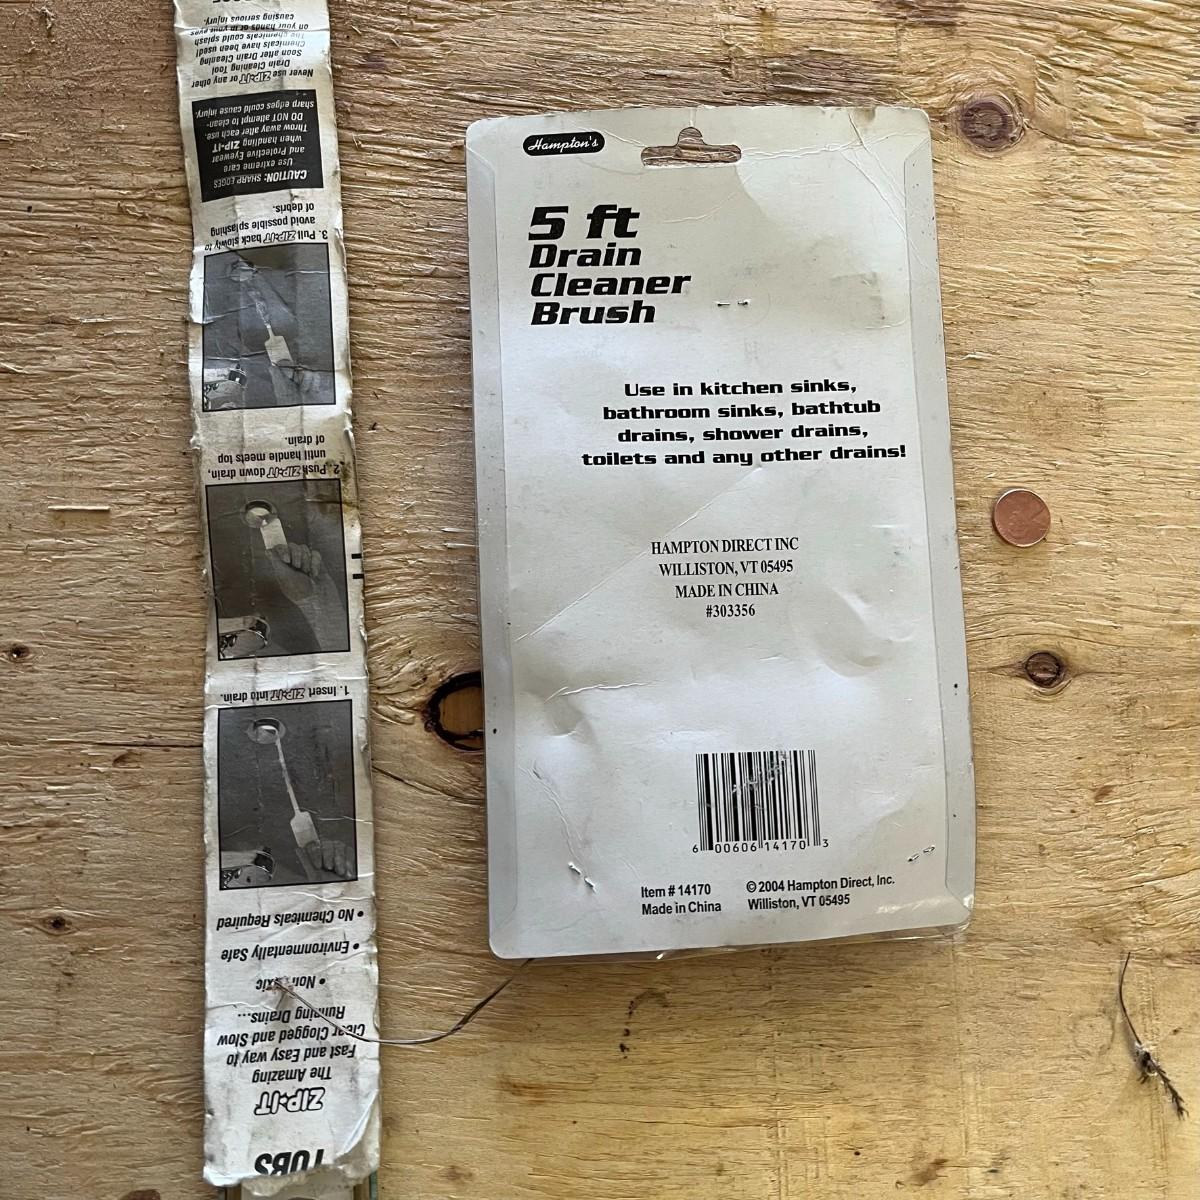 Hampton's
5 ft
Drain
Cleaner
Brush
Use in kitchen sinks,
bathroom sinks, bathtub
drains, shower drains,
toilets and any other drains!
HAMPTON DIRECT INC
WILLISTON, VT 05495
MADE IN CHINA
#303356
6 00606 14170 3
Item # 14170
Made in China
© 2004 Hampton Direct, Inc.
Williston, VT 05495
TUBS
ZIP-IT
The Amazing
Fast and Easy way to
Clear Clogged and Slow
Running Drains....
• Environmentally Safe
• No Chemicals Required
1. Insert ZIP-IT into drain.
2. Push ZIP-IT down drain,
until handle meets top
of drain.
3. Pull ZIP-IT back slowly to
avoid possible splashing
of debris.
CAUTION: SHARP EDGES
Use extreme care
and Protective Eyewear
when handling ZIP-IT
Throw away after each use.
DO NOT attempt to clean-
sharp edges could cause injury.
Never use ZIP-IT or any other
Drain Cleaning Tool
Soon after Drain Cleaning
Chemicals have been used!
The chemicals could splash
on your hands or in your eyes
causing serious injury.